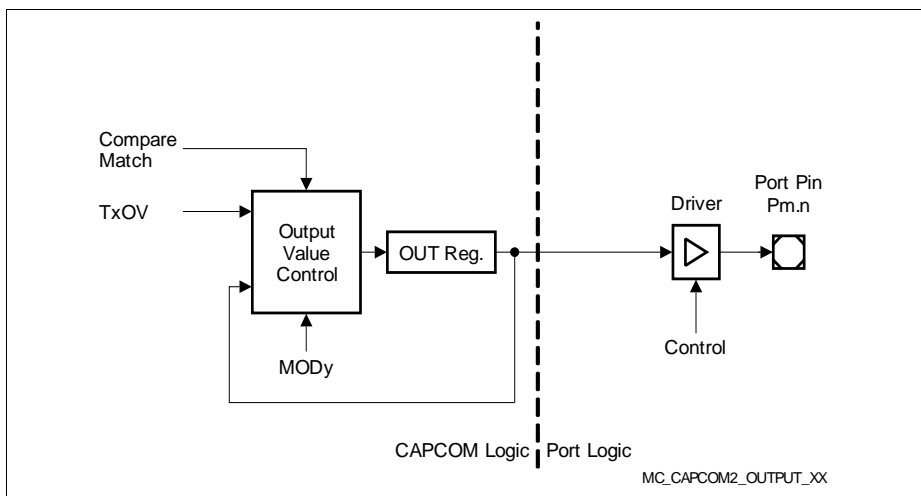 Compare
Match
TxOV
Output
Value
Control
OUT Reg.
MODy
Driver
Port Pin
Pm.n
Control
CAPCOM Logic
Port Logic
MC_CAPCOM2_OUTPUT_XX